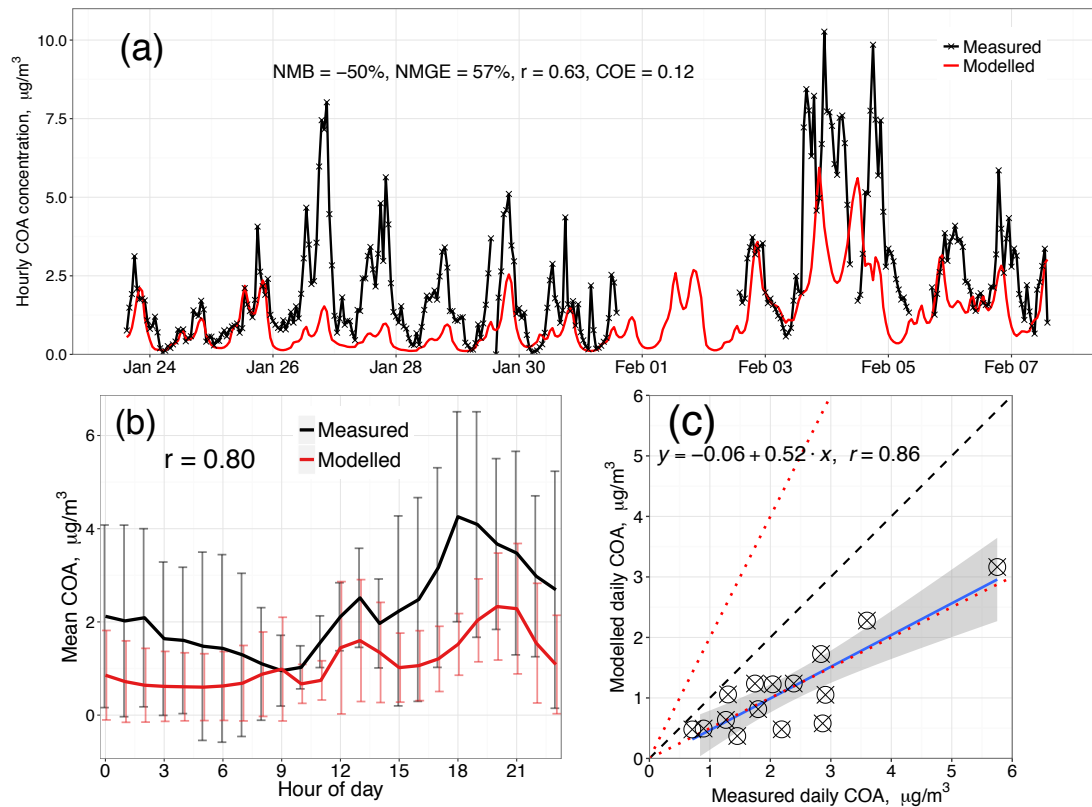 (a)
Measured
Modelled
NMB = −50%, NMGE = 57%, r = 0.63, COE = 0.12
Hourly COA concentration, μg/m³
10.0
7.5
5.0
2.5
0.0
Jan 24 Jan 26 Jan 28 Jan 30 Feb 01 Feb 03 Feb 05 Feb 07
(b)
Measured
Modelled
r = 0.80
Mean COA, μg/m³
6
4
2
0
0 3 6 9 12 15 18 21
Hour of day
(c)
y = −0.06 + 0.52 · x, r = 0.86
Modelled daily COA, μg/m³
6
5
4
3
2
1
0
0 1 2 3 4 5 6
Measured daily COA, μg/m³